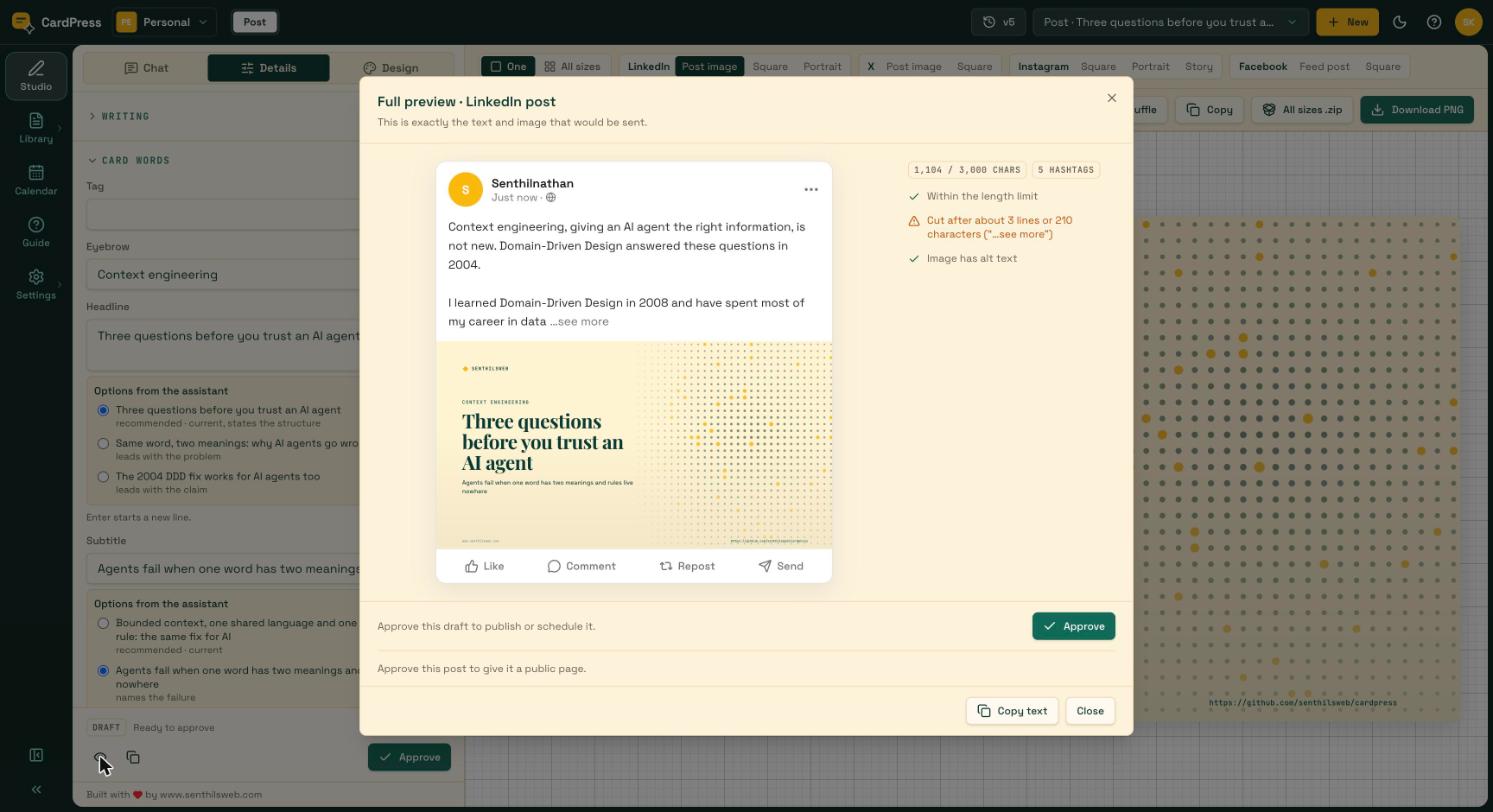 CardPress
PE Personal
Post
v5
Post · Three questions before you trust a...
New
SK
Studio
Library
Calendar
Guide
Settings
Chat
Details
Design
One
All sizes
LinkedIn
Post image
Square
Portrait
X
Post image
Square
Instagram
Square
Portrait
Story
Facebook
Feed post
Square
Copy
All sizes .zip
Download PNG
WRITING
CARD WORDS
Tag
Eyebrow
Context engineering
Headline
Three questions before you trust an AI agent
Options from the assistant
Three questions before you trust an AI agent
recommended · current, states the structure
Same word, two meanings: why AI agents go wro
leads with the problem
The 2004 DDD fix works for AI agents too
leads with the claim
Enter starts a new line.
Subtitle
Agents fail when one word has two meanings
Options from the assistant
Bounded context, one shared language and one
rule: the same fix for AI
recommended · current
Agents fail when one word has two meanings and
nowhere
names the failure
DRAFT Ready to approve
Approve
Built with ❤ by www.senthilsweb.com
Full preview · LinkedIn post
This is exactly the text and image that would be sent.
S
Senthilnathan
Just now ·
Context engineering, giving an AI agent the right information, is
not new. Domain-Driven Design answered these questions in
2004.
I learned Domain-Driven Design in 2008 and have spent most of
my career in data ...see more
SENTHILSWEB
CONTEXT ENGINEERING
Three questions
before you trust an
AI agent
Agents fail when one word has two meanings and rules live
nowhere
www.senthilsweb.com
https://github.com/senthilsweb/cardpress
Like
Comment
Repost
Send
1,104 / 3,000 CHARS
5 HASHTAGS
Within the length limit
Cut after about 3 lines or 210
characters ("…see more")
Image has alt text
Approve this draft to publish or schedule it.
Approve
Approve this post to give it a public page.
Copy text
Close
https://github.com/senthilsweb/cardpress